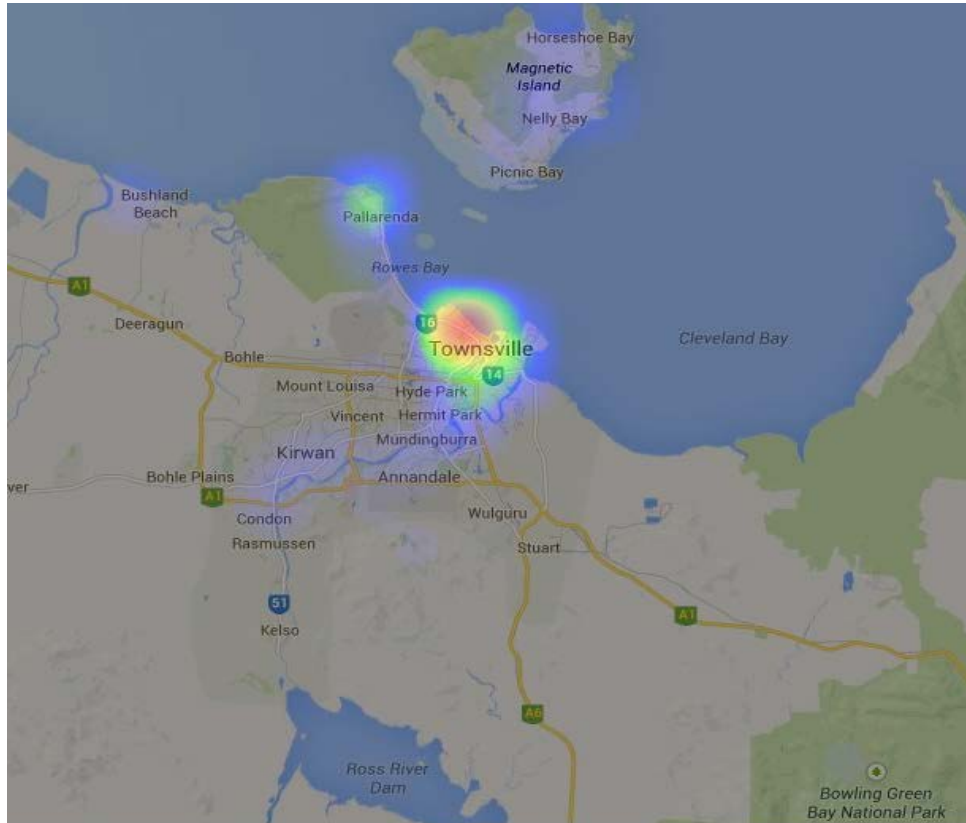 Horseshoe Bay
Magnetic
Island
Nelly Bay
Picnic Bay
Bushland
Beach
Pallarenda
Rowes Bay
A1
Deeragun
16
Townsville
Cleveland Bay
Bohle
14
Mount Louisa
Hyde Park
Vincent
Hermit Park
Mundingburra
Kirwan
ver
Bohle Plains
Annandale
A1
Condon
Wulguru
Rasmussen
Stuart
51
Kelso
A1
A6
Ross River
Dam
Bowling Green
Bay National Park